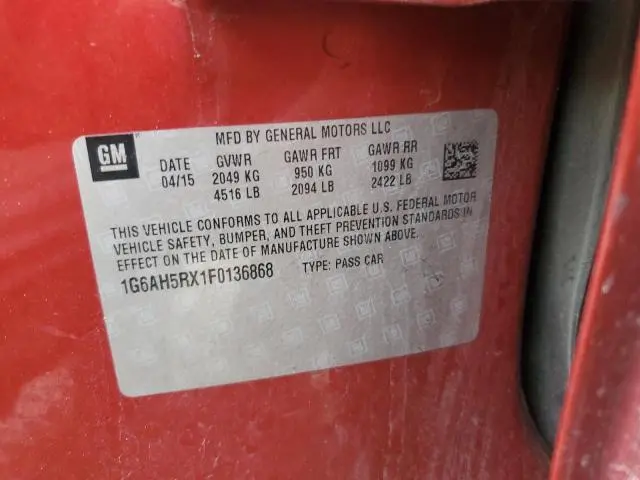 MFD BY GENERAL MOTORS LLC
GM
DATE GVWR GAWR FRT GAWR RR
04/15 2049 KG 950 KG 1099 KG
4516 LB 2094 LB 2422 LB
THIS VEHICLE CONFORMS TO ALL APPLICABLE U.S. FEDERAL MOTOR
VEHICLE SAFETY, BUMPER, AND THEFT PREVENTION STANDARDS IN
EFFECT ON THE DATE OF MANUFACTURE SHOWN ABOVE.
1G6AH5RX1F0136868 TYPE: PASS CAR